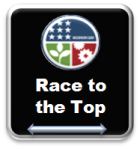 Race to
the Top